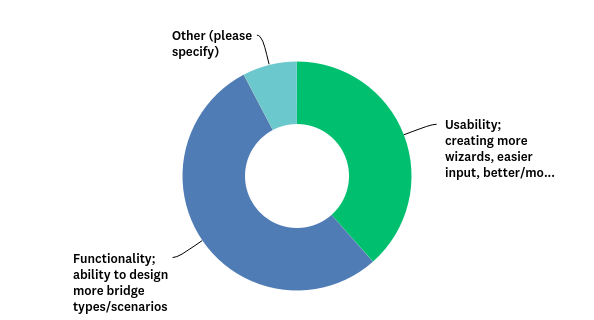 Other (please
specify)
Usability;
creating more
wizards, easier
input, better/mo...
Functionality;
ability to design
more bridge
types/scenarios